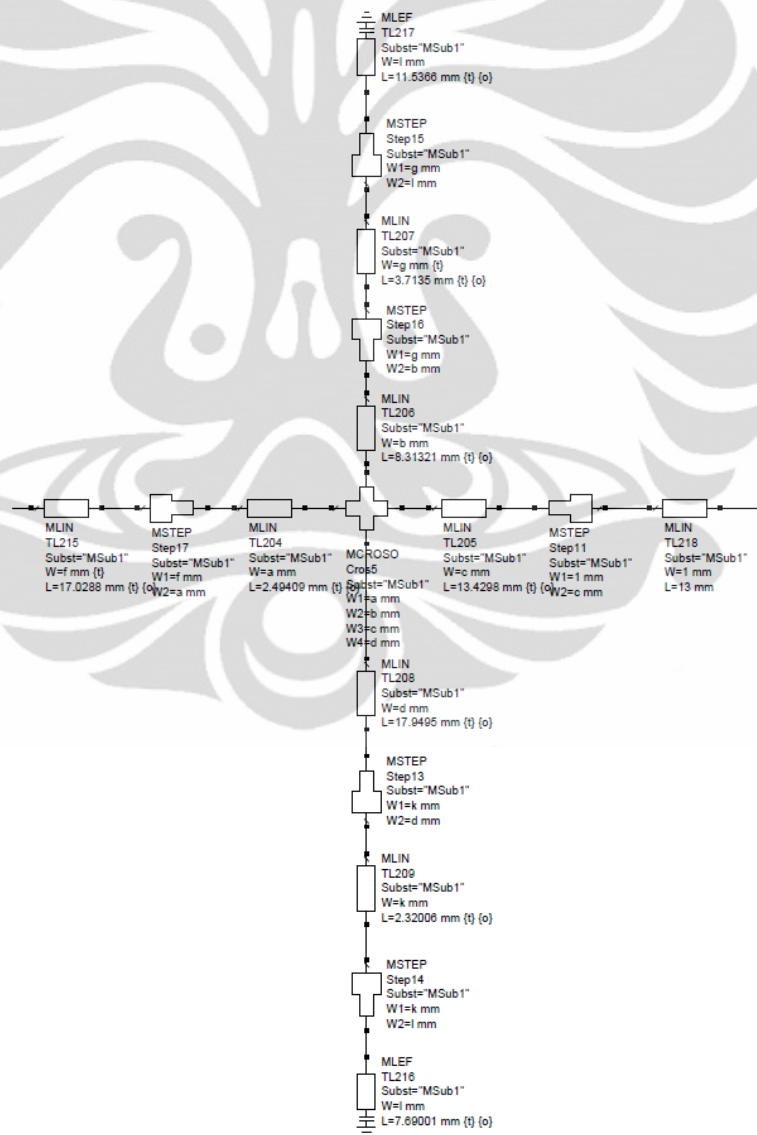 MLEF
TL217
Subst="MSub1"
W=l mm
L=11.5366 mm {t} {o}
MSTEP
Step15
Subst="MSub1"
W1=g mm
W2=l mm
MLIN
TL207
Subst="MSub1"
W=g mm {t}
L=3.7135 mm {t} {o}
MSTEP
Step16
Subst="MSub1"
W1=g mm
W2=b mm
MLIN
TL206
Subst="MSub1"
W=b mm
L=8.31321 mm {t} {o}
MLIN
TL215
Subst="MSub1"
W=f mm {t}
L=17.0288 mm {t} {o}
MSTEP
Step17
Subst="MSub1"
W1=f mm
W2=a mm
MLIN
TL204
Subst="MSub1"
W=a mm
L=2.49409 mm {t} {o}
MCROSO
Cros5
Subst="MSub1"
W1=a mm
W2=b mm
W3=c mm
W4=d mm
MLIN
TL205
Subst="MSub1"
W=c mm
L=13.4298 mm {t} {o}
MSTEP
Step11
Subst="MSub1"
W1=1 mm
W2=c mm
MLIN
TL218
Subst="MSub1"
W=1 mm
L=13 mm
MLIN
TL208
Subst="MSub1"
W=d mm
L=17.9495 mm {t} {o}
MSTEP
Step13
Subst="MSub1"
W1=k mm
W2=d mm
MLIN
TL209
Subst="MSub1"
W=k mm
L=2.32006 mm {t} {o}
MSTEP
Step14
Subst="MSub1"
W1=k mm
W2=l mm
MLEF
TL216
Subst="MSub1"
W=l mm
L=7.69001 mm {t} {o}